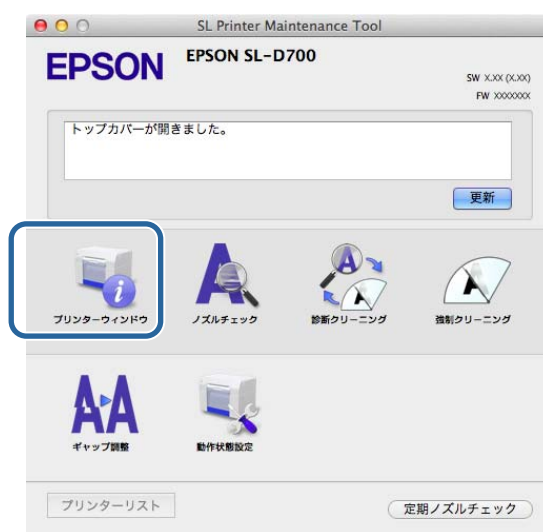 SL Printer Maintenance Tool
EPSON
EPSON SL-D700
SW X.XX (X.XX)
FW XXXXXXX
トップカバーが開きました。
更新
プリンターウィンドウ
ノズルチェック
診断クリーニング
強制クリーニング
ギャップ調整
動作状態設定
プリンターリスト
定期ノズルチェック